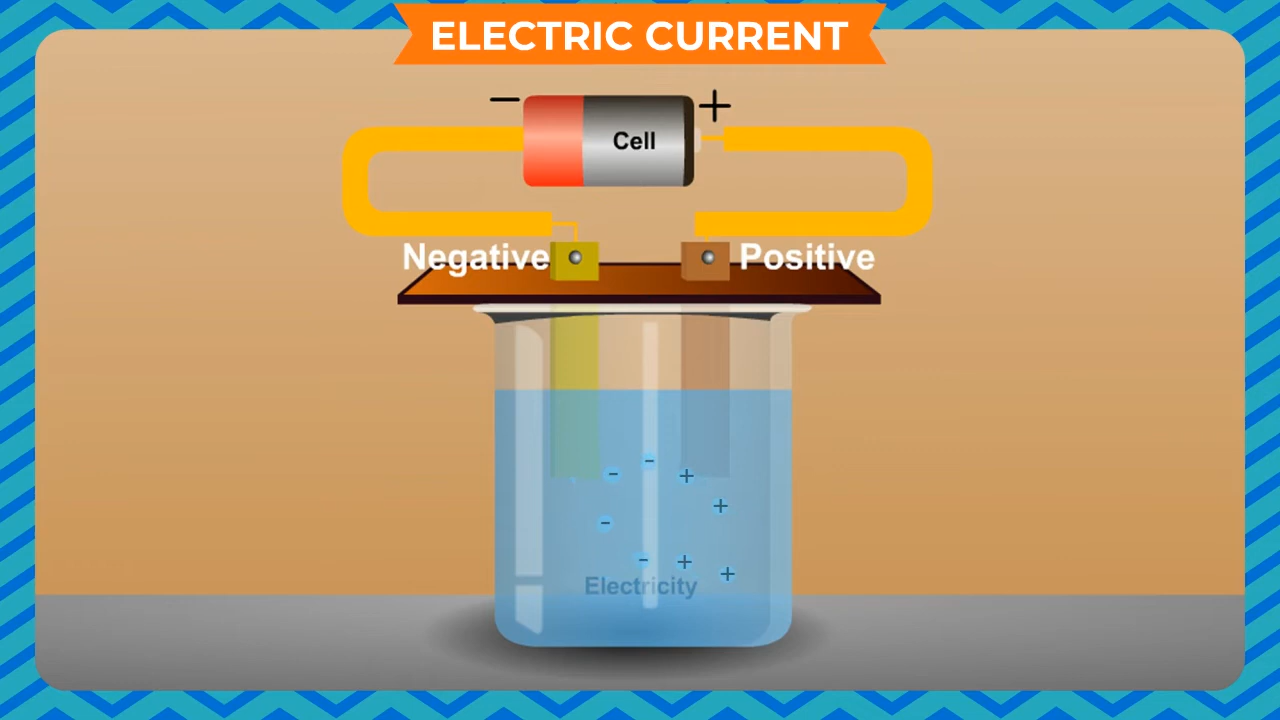 ELECTRIC CURRENT
− +
Cell
Negative Positive
− − +
+
−
− +
+
Electricity